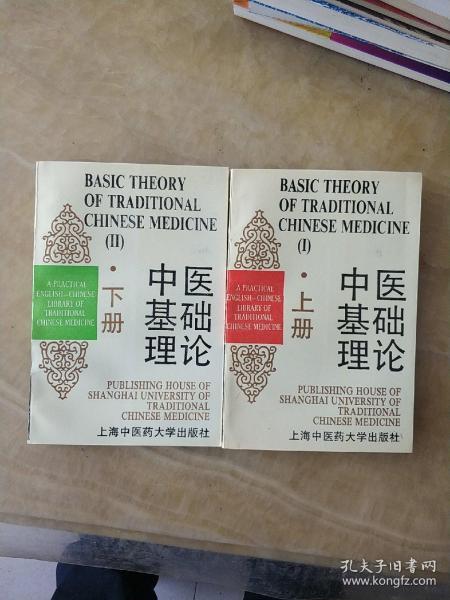 BASIC THEORY
OF TRADITIONAL
CHINESE MEDICINE
(II)
A PRACTICAL
ENGLISH-CHINESE
LIBRARY OF
TRADITIONAL
CHINESE MEDICINE
·下册
中医
基础
理论
PUBLISHING HOUSE OF
SHANGHAI UNIVERSITY OF
TRADITIONAL
CHINESE MEDICINE
上海中医药大学出版社
BASIC THEORY
OF TRADITIONAL
CHINESE MEDICINE
(I)
A PRACTICAL
ENGLISH-CHINESE
LIBRARY OF
TRADITIONAL
CHINESE MEDICINE
·上册
中医
基础
理论
PUBLISHING HOUSE OF
SHANGHAI UNIVERSITY OF
TRADITIONAL
CHINESE MEDICINE
上海中医药大学出版社
孔夫子旧书网
www.kongfz.com